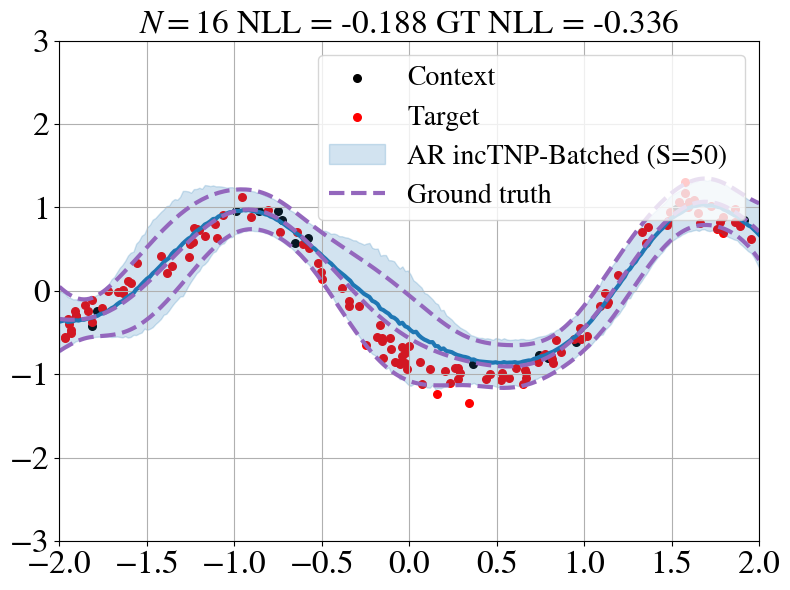 N = 16 NLL = -0.188 GT NLL = -0.336
Context
Target
AR incTNP-Batched (S=50)
Ground truth
3
2
1
0
−1
−2
−3
−2.0 −1.5 −1.0 −0.5 0.0 0.5 1.0 1.5 2.0